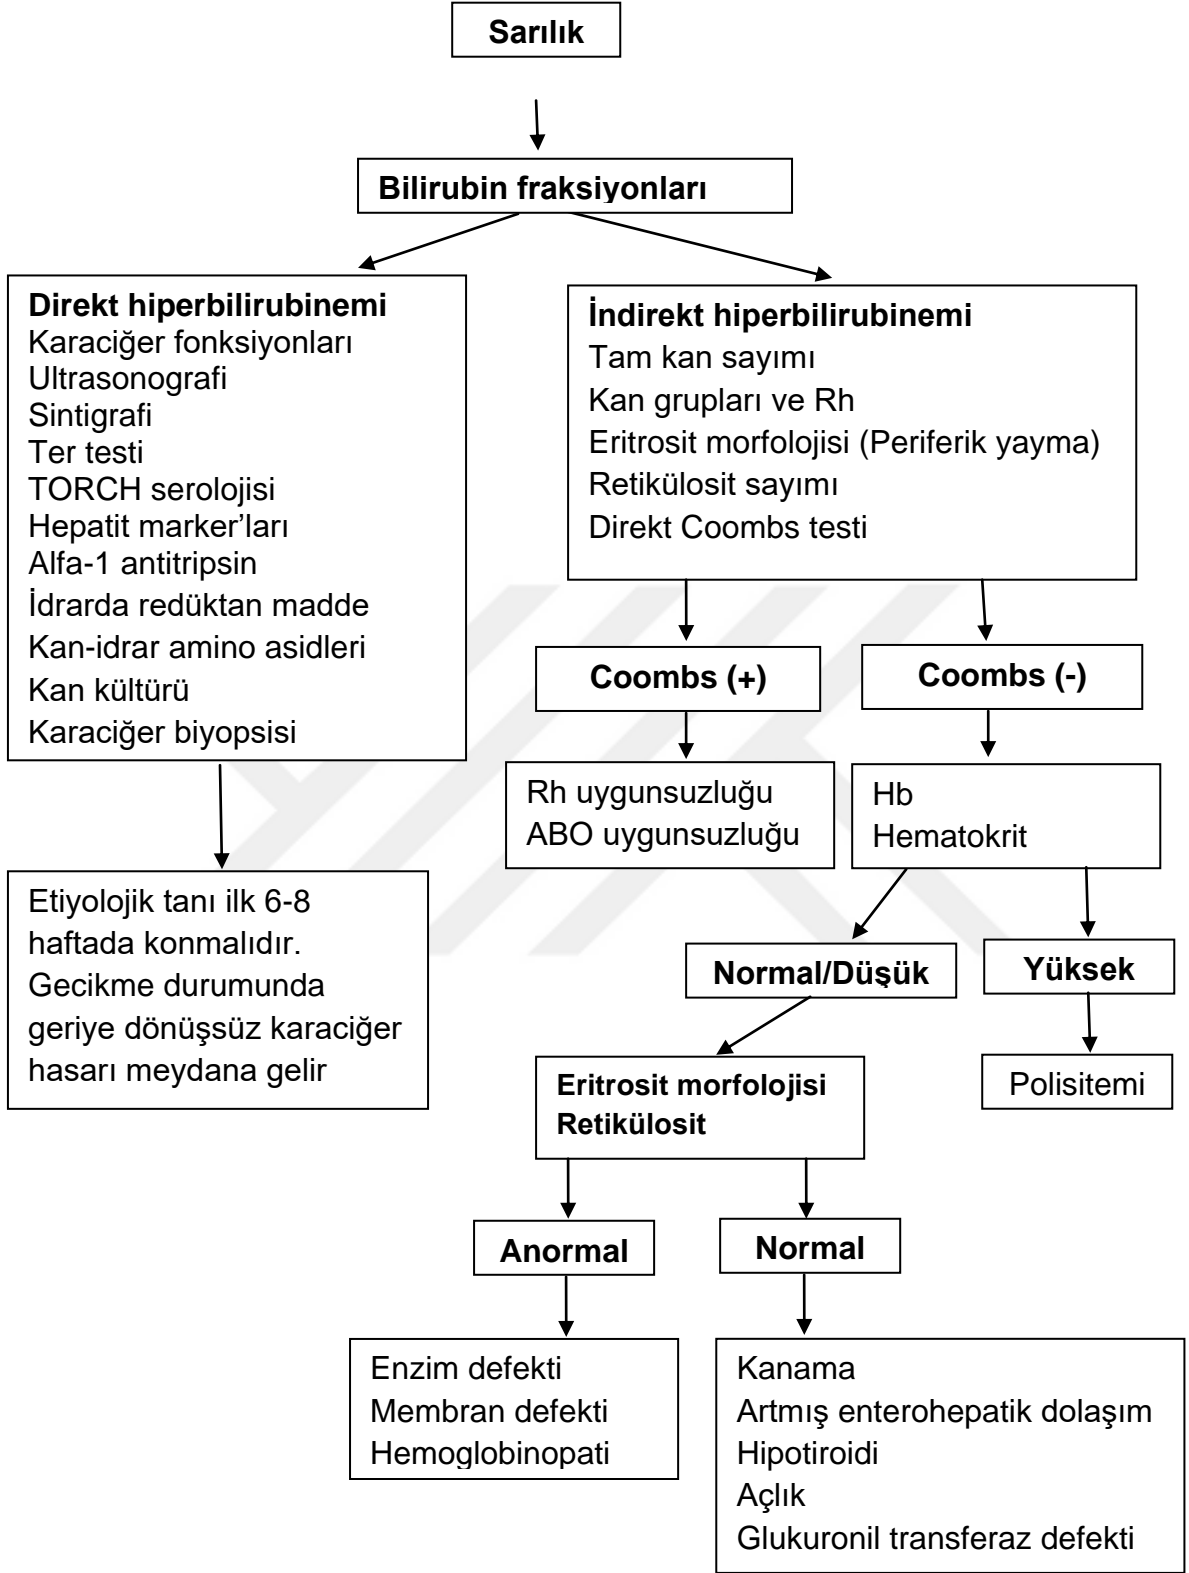 Sarılık
Bilirubin fraksiyonları
Direkt hiperbilirubinemi
Karaciğer fonksiyonları
Ultrasonografi
Sintigrafi
Ter testi
TORCH serolojisi
Hepatit marker’ları
Alfa-1 antitripsin
İdrarda redüktan madde
Kan-idrar amino asidleri
Kan kültürü
Karaciğer biyopsisi
İndirekt hiperbilirubinemi
Tam kan sayımı
Kan grupları ve Rh
Eritrosit morfolojisi (Periferik yayma)
Retikülosit sayımı
Direkt Coombs testi
Coombs (+)
Coombs (-)
Rh uygunsuzluğu
ABO uygunsuzluğu
Hb
Hematokrit
Etiyolojik tanı ilk 6-8
haftada konmalıdır.
Gecikme durumunda
geriye dönüşsüz karaciğer
hasarı meydana gelir
Normal/Düşük
Yüksek
Eritrosit morfolojisi
Retikülosit
Polisitemi
Anormal
Normal
Enzim defekti
Membran defekti
Hemoglobinopati
Kanama
Artmış enterohepatik dolaşım
Hipotiroidi
Açlık
Glukuronil transferaz defekti